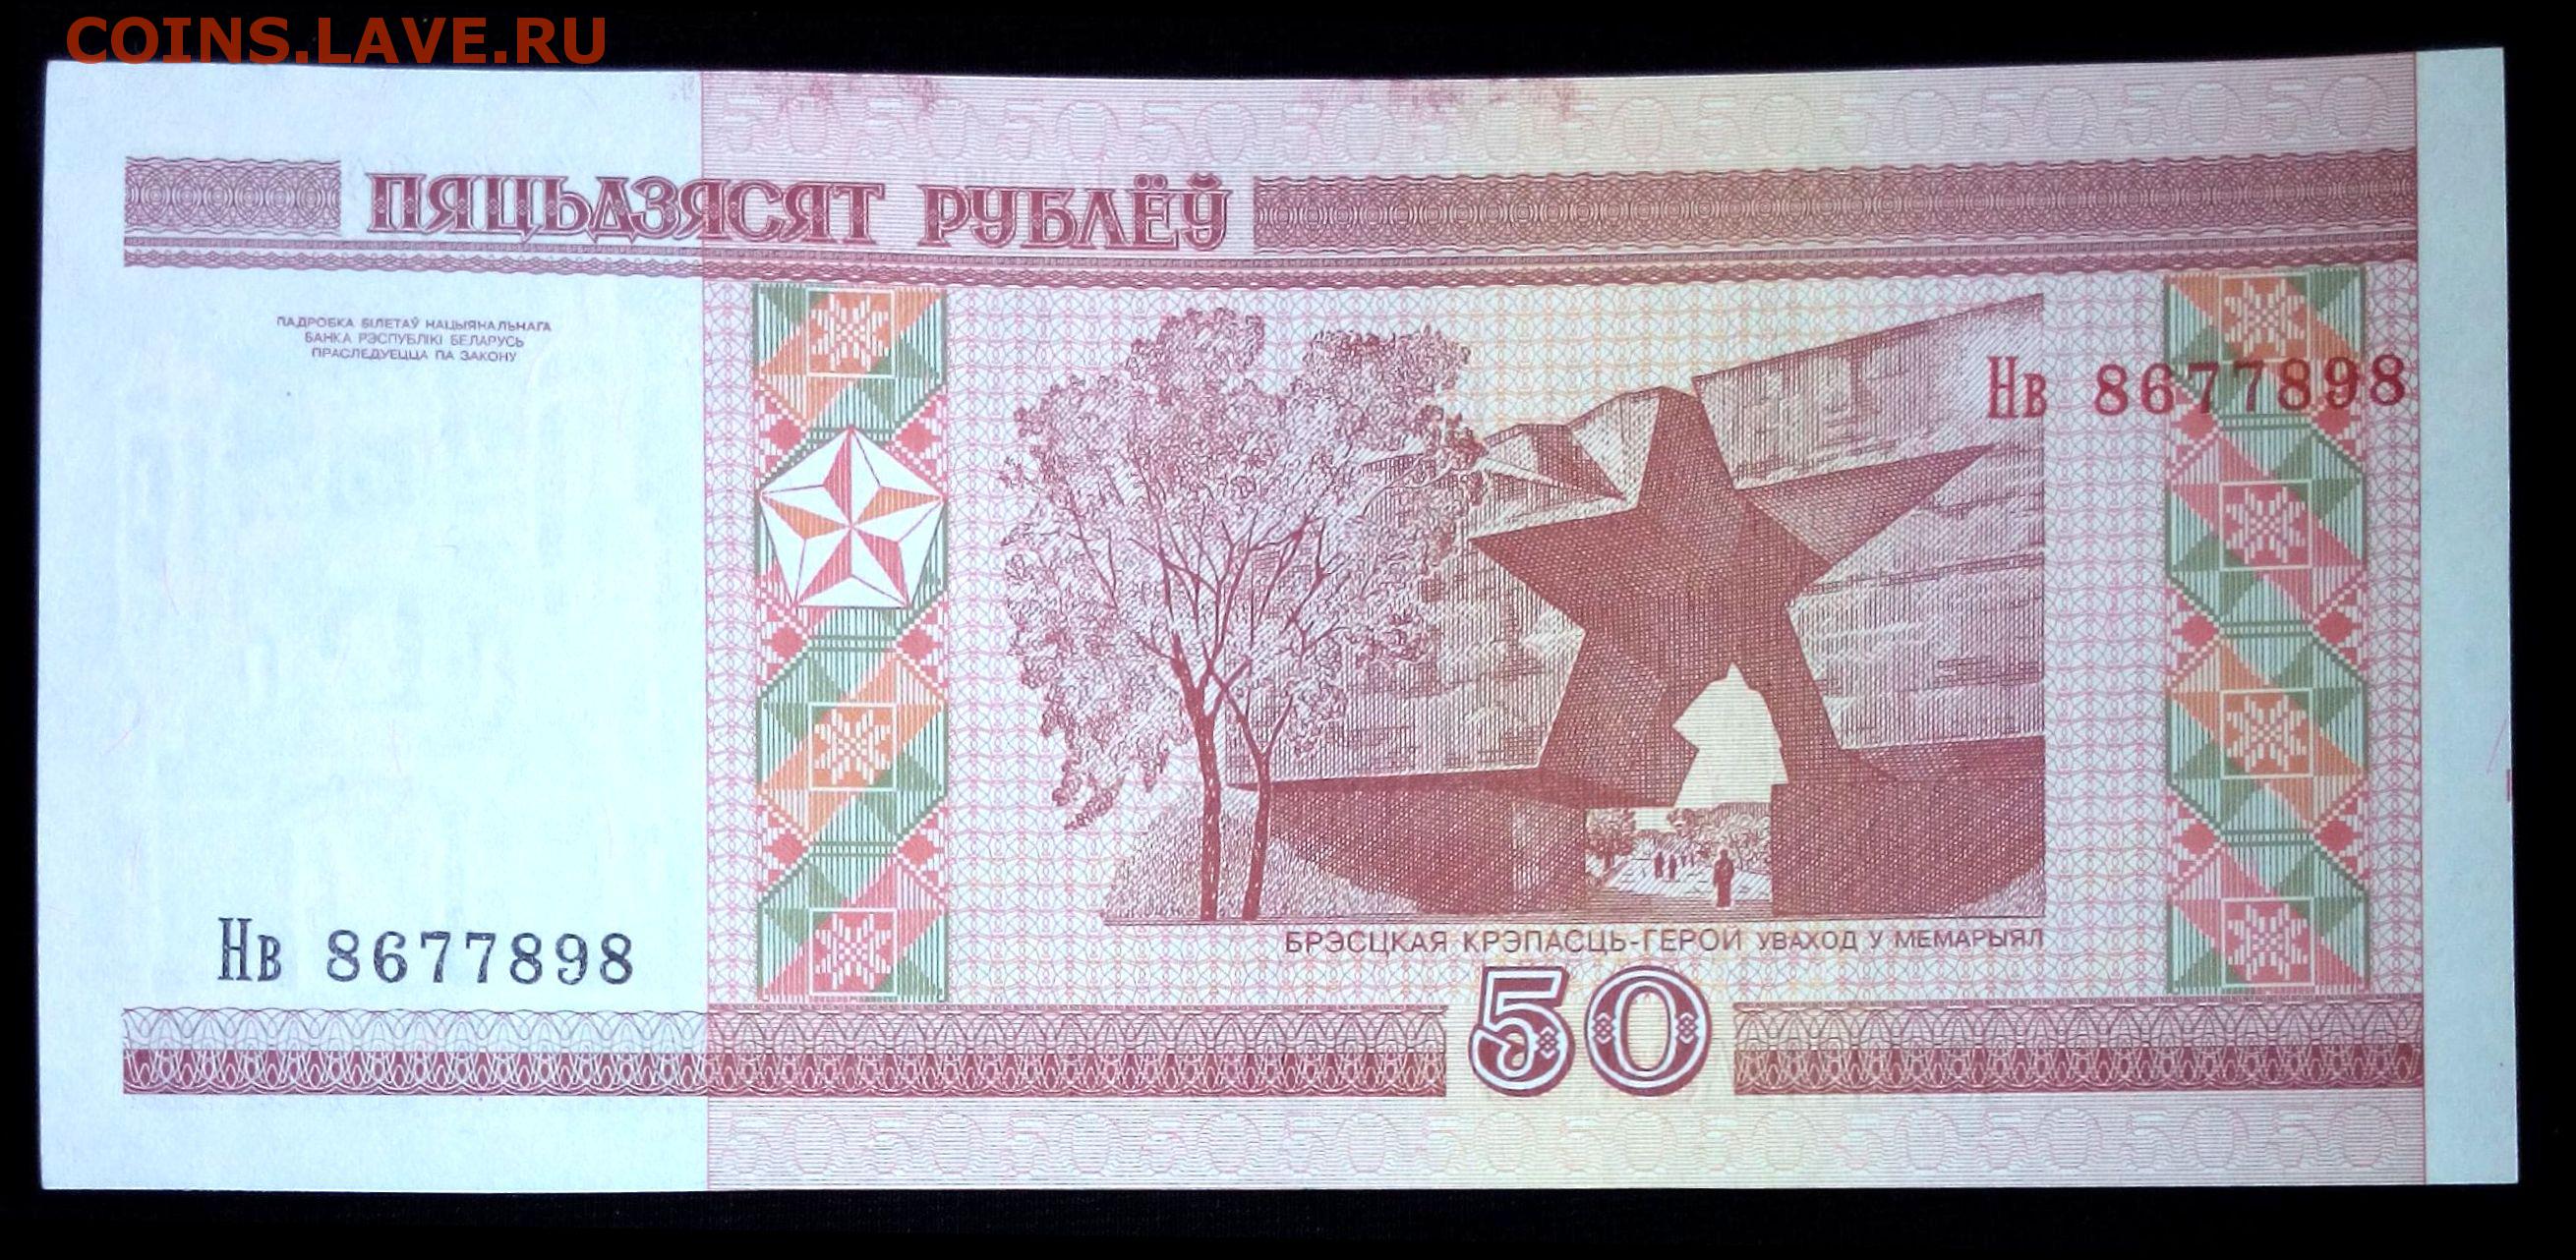 COINS.LAVE.RU
ПЯЦЬДЗЯСЯТ РУБЛЁЎ
ПАДРОБКА БІЛЕТАЎ НАЦЫЯНАЛЬНАГА
БАНКА РЭСПУБЛІКІ БЕЛАРУСЬ
ПРАСЛЕДУЕЦЦА ПА ЗАКОНУ
Нв 8677898
Нв 8677898
БРЭСЦКАЯ КРЭПАСЦЬ-ГЕРОЙ УВАХОД У МЕМАРЫЯЛ
50